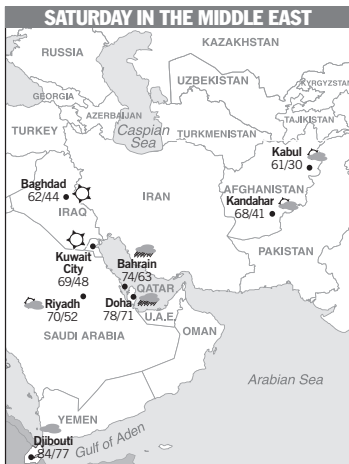 SATURDAY IN THE MIDDLE EAST
KAZAKHSTAN
RUSSIA
UZBEKISTAN
KYRGYZSTAN
GEORGIA
AZERBAIJAN
TAJIKISTAN
TURKEY
Caspian
Sea
TURKMENISTAN
Kabul
61/30
Baghdad
62/44
IRAQ
IRAN
AFGHANISTAN
Kandahar
68/41
PAKISTAN
Kuwait
City
69/48
Bahrain
74/63
QATAR
Riyadh
70/52
Doha
78/71
U.A.E.
SAUDI ARABIA
OMAN
Arabian Sea
YEMEN
Djibouti
84/77
Gulf of Aden